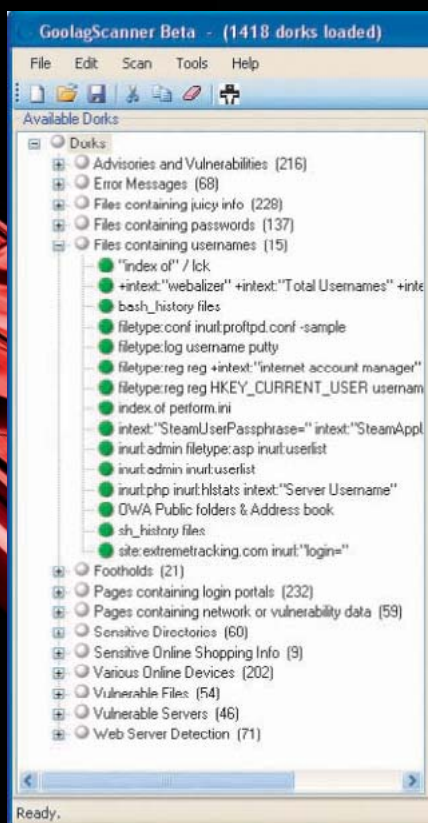 GoolagScanner Beta - (1418 dorks loaded)
File Edit Scan Tools Help
Available Dorks
Dorks
Advisories and Vulnerabilities (216)
Error Messages (68)
Files containing juicy info (228)
Files containing passwords (137)
Files containing usernames (15)
"index of" / lck
+intext:"webalizer" +intext:"Total Usernames" +inte
bash_history files
filetype:conf inurl:proftpd.conf -sample
filetype:log username putty
filetype:reg reg +intext:"internet account manager"
filetype:reg reg HKEY_CURRENT_USER usernam
index.of perform.ini
intext:"SteamUserPassphrase=" intext:"SteamAppl
inurl:admin filetype:asp inurl:userlist
inurl:admin inurl:userlist
inurl:php inurl:hlstats intext:"Server Username"
OWA Public folders & Address book
sh_history files
site:extremetracking.com inurl:"login="
Footholds (21)
Pages containing login portals (232)
Pages containing network or vulnerability data (59)
Sensitive Directories (60)
Sensitive Online Shopping Info (9)
Various Online Devices (202)
Vulnerable Files (54)
Vulnerable Servers (46)
Web Server Detection (71)
Ready.